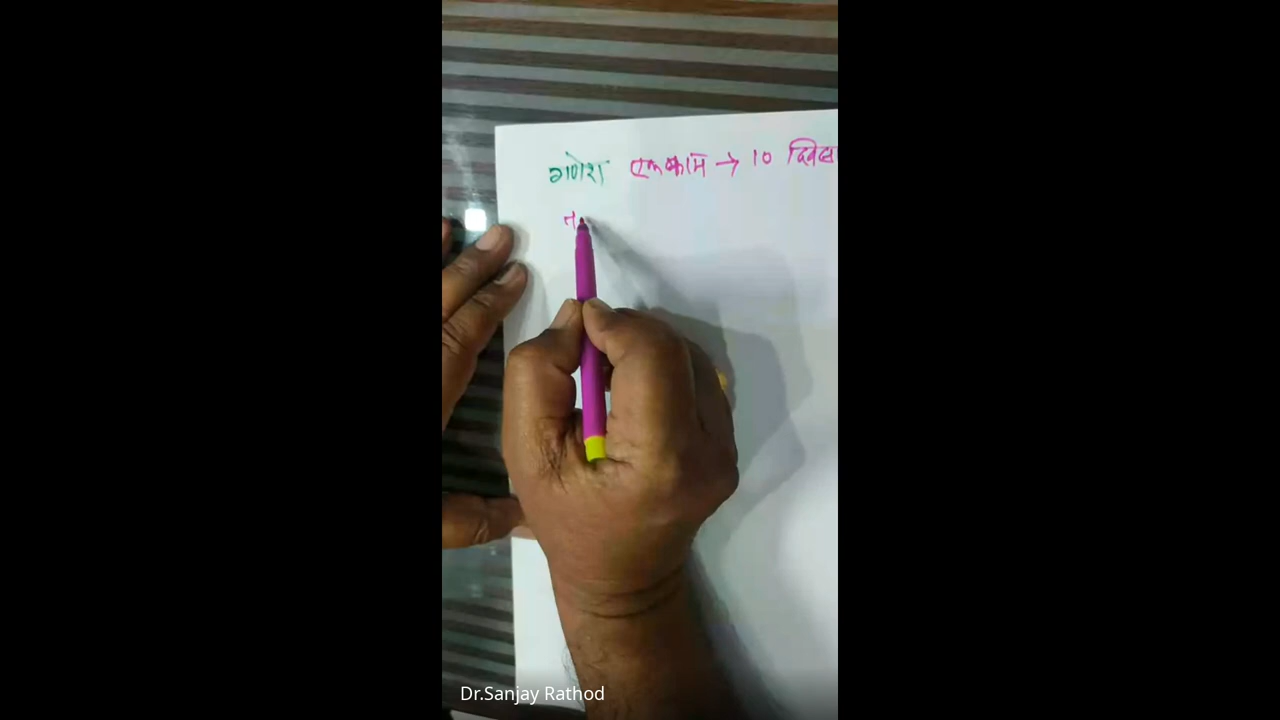 गणेश एक काम → 10 दिवस
त
Dr.Sanjay Rathod